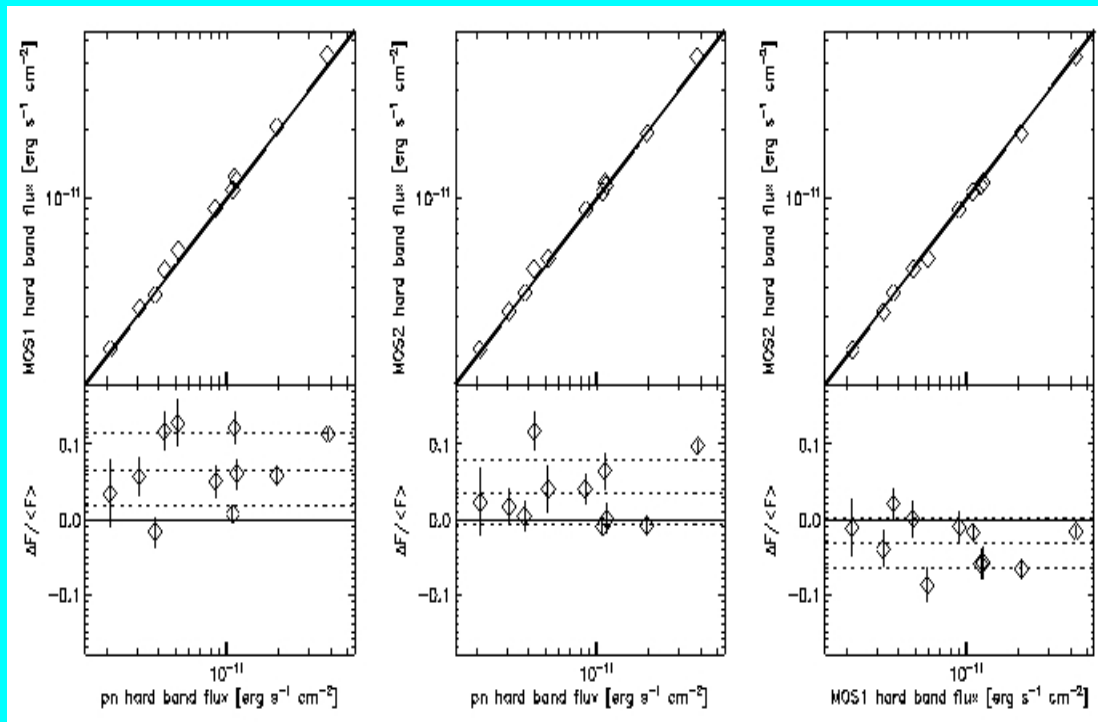 MOS1 hard band flux [erg s⁻¹ cm⁻²]
10⁻¹¹
ΔF/<F>
0.1
0.0
−0.1
10⁻¹¹
pn hard band flux [erg s⁻¹ cm⁻²]
MOS2 hard band flux [erg s⁻¹ cm⁻²]
10⁻¹¹
ΔF/<F>
0.1
0.0
−0.1
10⁻¹¹
pn hard band flux [erg s⁻¹ cm⁻²]
MOS2 hard band flux [erg s⁻¹ cm⁻²]
10⁻¹¹
ΔF/<F>
0.1
0.0
−0.1
10⁻¹¹
MOS1 hard band flux [erg s⁻¹ cm⁻²]